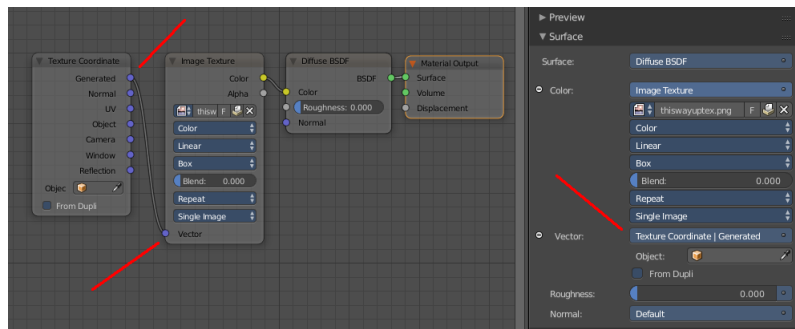 Texture Coordinate
Generated
Normal
UV
Object
Camera
Window
Reflection
Objec
From Dupli
Image Texture
Color
Alpha
thisw F
Color
Linear
Box
Blend: 0.000
Repeat
Single Image
Vector
Diffuse BSDF
BSDF
Color
Roughness: 0.000
Normal
Material Output
Surface
Volume
Displacement
Preview
Surface
Surface: Diffuse BSDF
Color: Image Texture
thiswayuptex.png F
Color
Linear
Box
Blend: 0.000
Repeat
Single Image
Vector: Texture Coordinate | Generated
Object:
From Dupli
Roughness: 0.000
Normal: Default